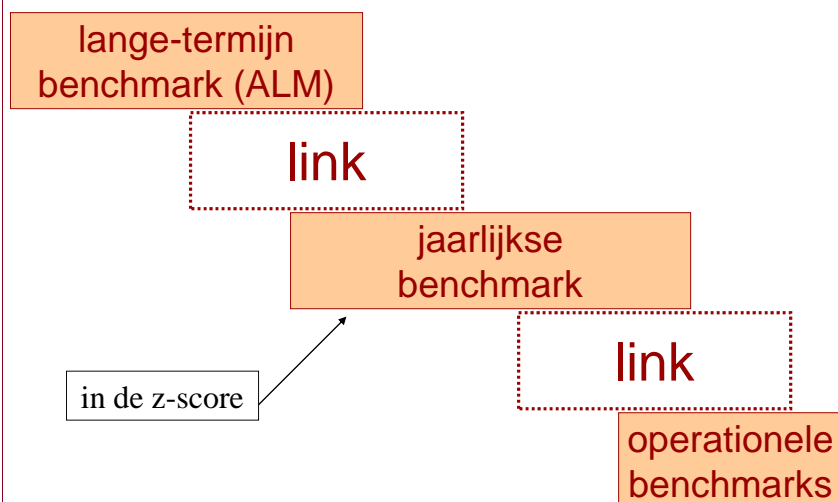 lange-termijn
benchmark (ALM)
link
jaarlijkse
benchmark
link
in de z-score
operationele
benchmarks